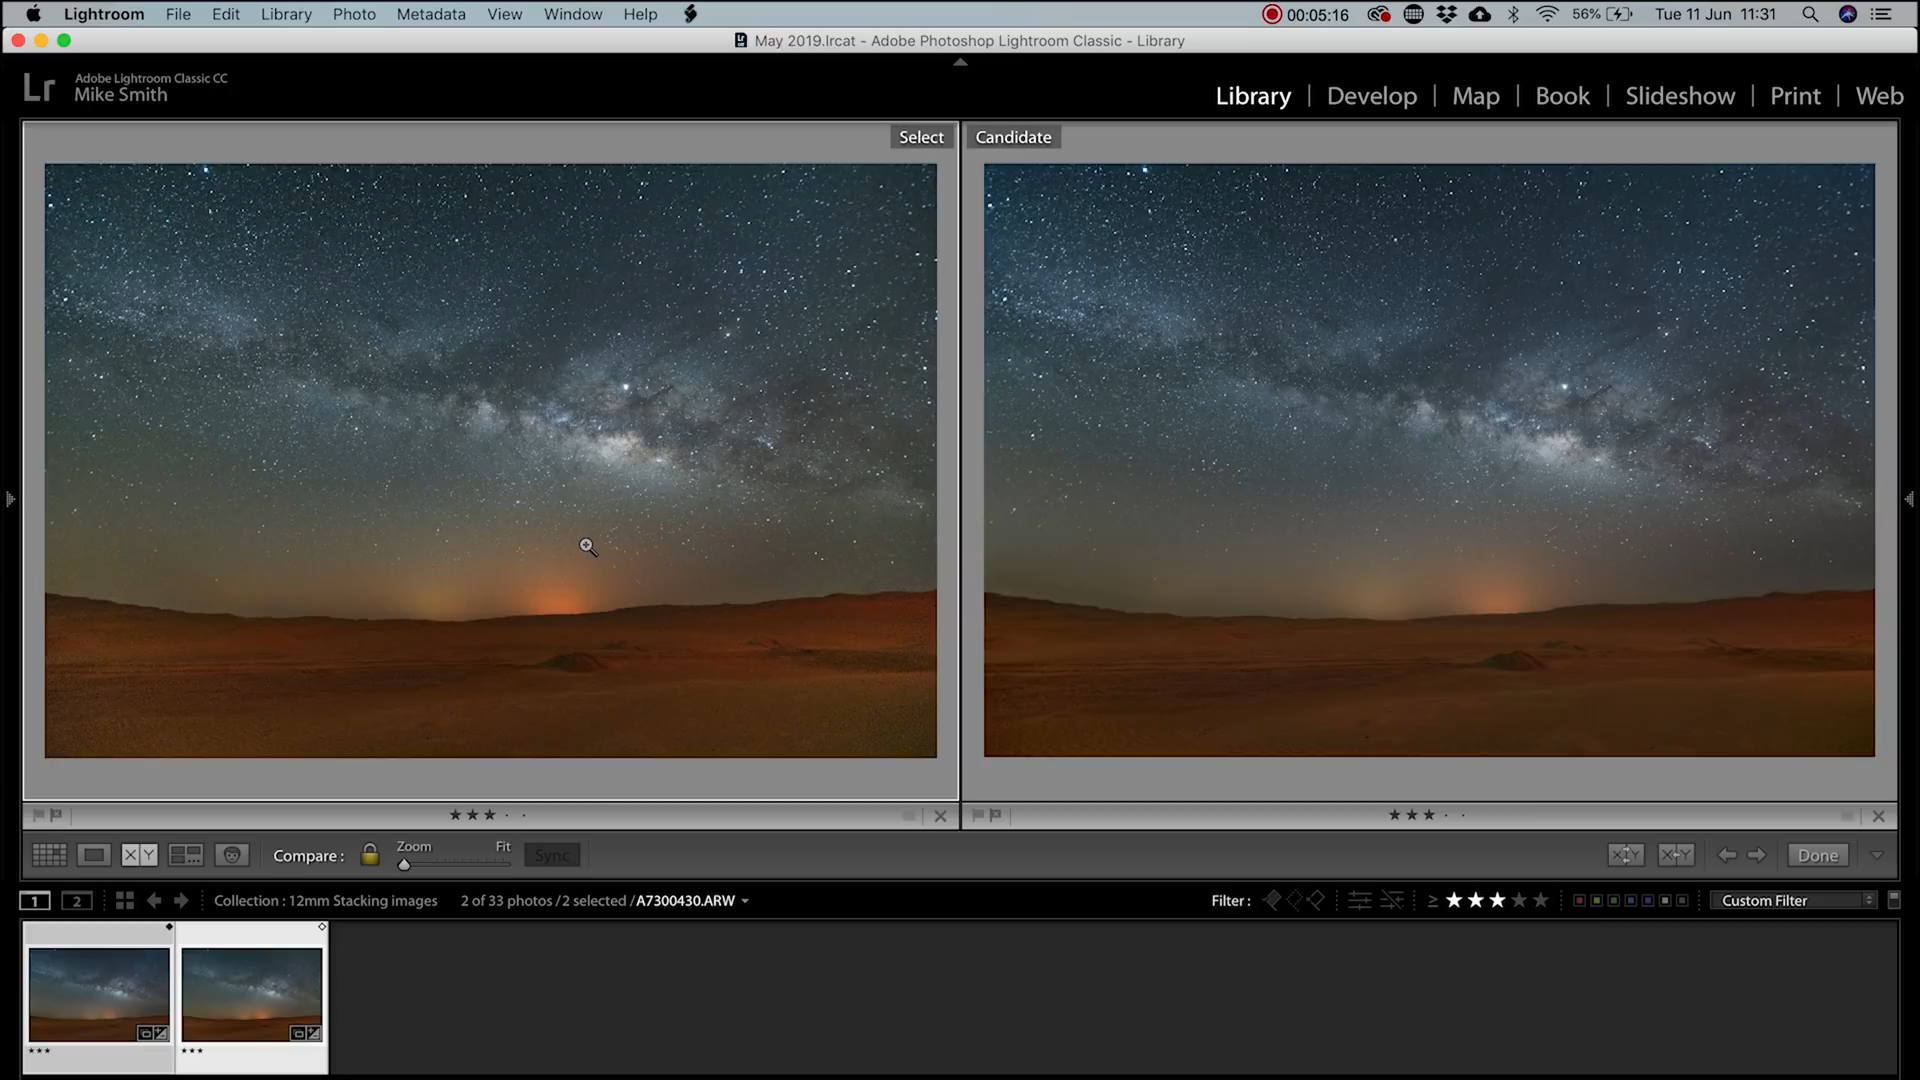 Lightroom File Edit Library Photo Metadata View Window Help 00:05:16 56% Tue 11 Jun 11:31
May 2019.lrcat - Adobe Photoshop Lightroom Classic - Library
Lr Adobe Lightroom Classic CC
Mike Smith
Library | Develop | Map | Book | Slideshow | Print | Web
Select Candidate
XY Compare : Zoom Fit Sync XY XY Done
1 2 Collection : 12mm Stacking images 2 of 33 photos /2 selected /A7300430.ARW Filter : ≥ Custom Filter